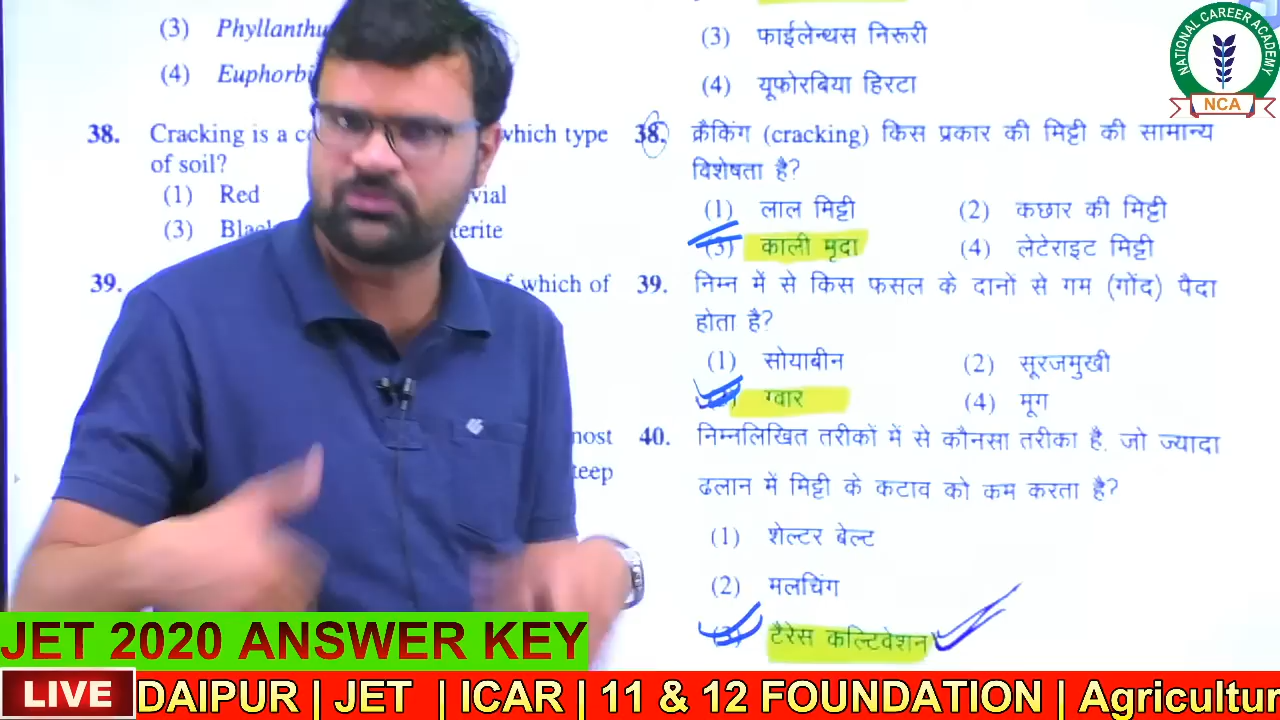 (3) Phyllanthu
(4) Euphorbi
38. Cracking is a co which type
of soil?
(1) Red vial
(3) Blac terite
39. f which of
nost
teep
(3) फाईलेन्थस निरूरी
(4) यूफोरबिया हिरटा
38. क्रैकिंग (cracking) किस प्रकार की मिट्टी की सामान्य
विशेषता है?
(1) लाल मिट्टी (2) कछार की मिट्टी
(3) काली मृदा (4) लेटेराइट मिट्टी
39. निम्न में से किस फसल के दानों से गम (गोंद) पैदा
होता है?
(1) सोयाबीन (2) सूरजमुखी
ग्वार (4) मूग
40. निम्नलिखित तरीकों में से कौनसा तरीका है, जो ज्यादा
ढलान में मिट्टी के कटाव को कम करता है?
(1) शेल्टर बेल्ट
(2) मलचिंग
(3) टैरेस कल्टिवेशन
NATIONAL CAREER ACADEMY
NCA
JET 2020 ANSWER KEY
LIVE DAIPUR | JET | ICAR | 11 & 12 FOUNDATION | Agricultur